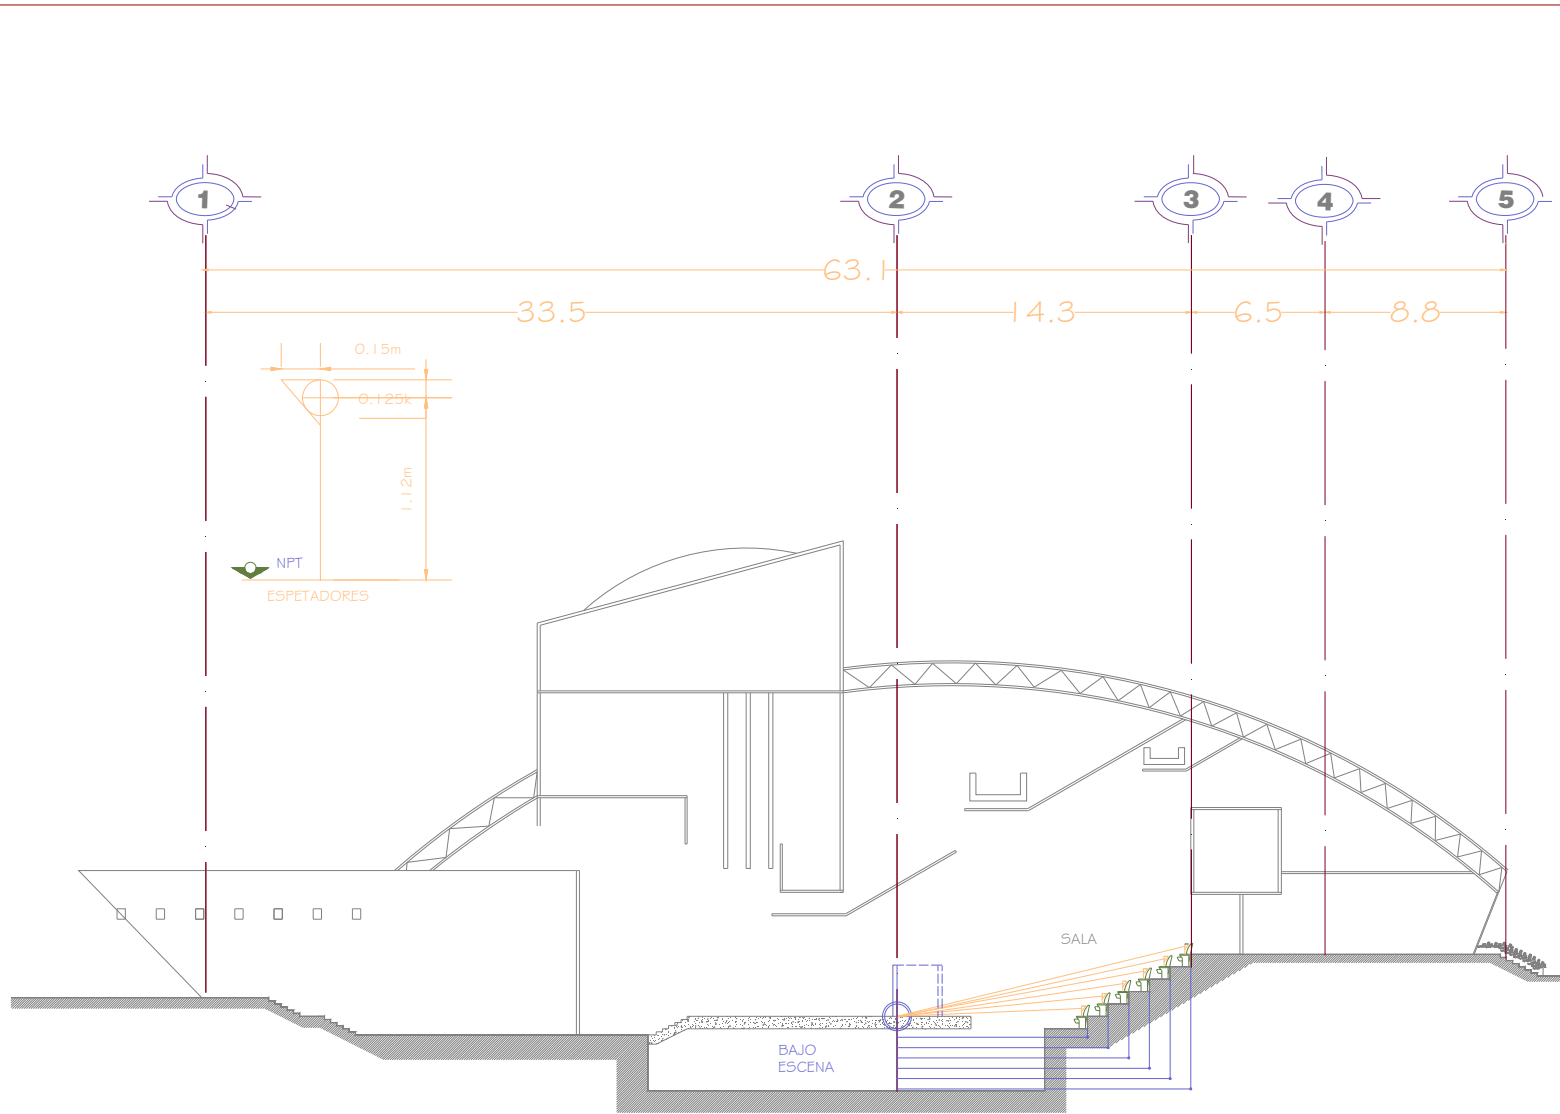 1 2 3 4 5
63.1
33.5 14.3 6.5 8.8
0.15m
0.125k
1.12m
NPT
ESPETADORES
SALA
BAJO
ESCENA